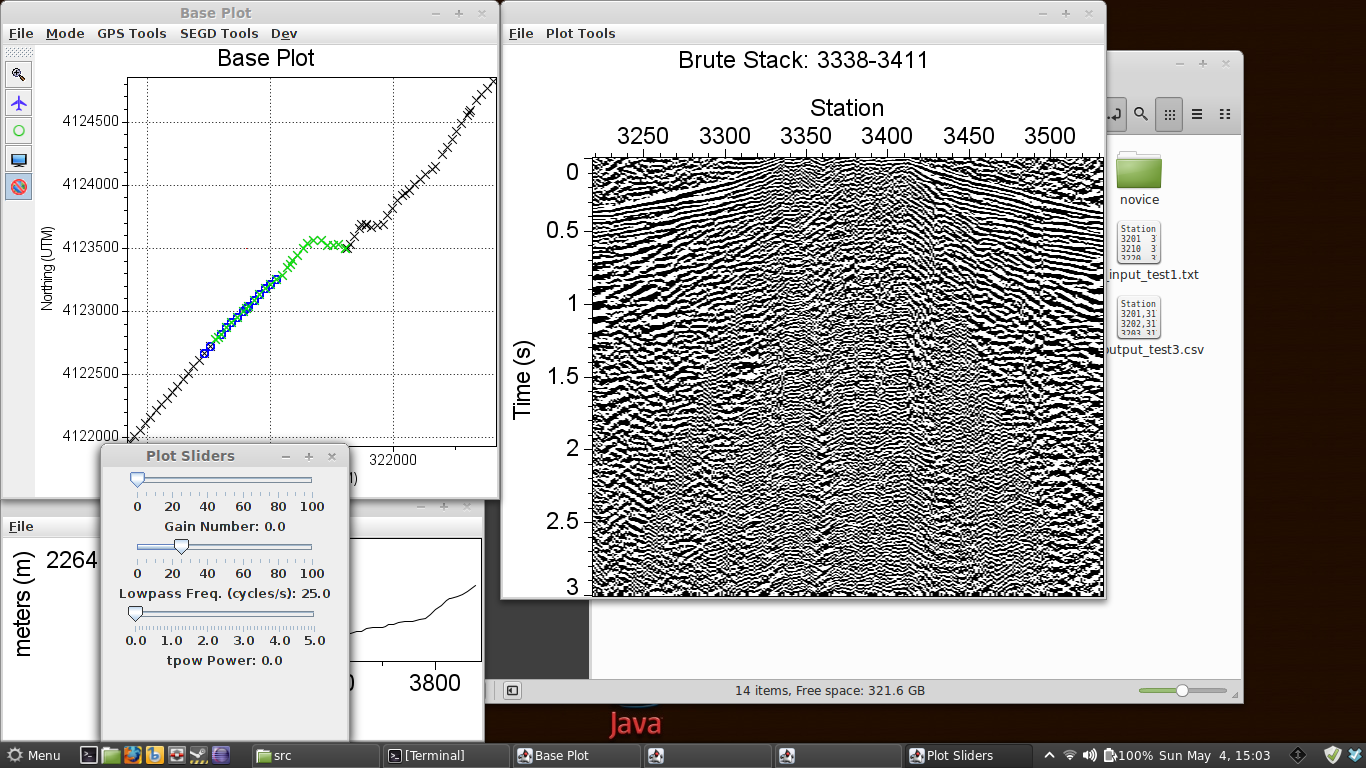 Base Plot
File Mode GPS Tools SEGD Tools Dev
Base Plot
4124500
4124000
4123500
4123000
4122500
4122000
Northing (UTM)
322000
File Plot Tools
Brute Stack: 3338-3411
Station
3250 3300 3350 3400 3450 3500
0
0.5
1
1.5
2
2.5
3
Time (s)
novice
Station
3201 3
3210 3
3220 3
_input_test1.txt
Station
3201,31
3202,31
3203,31
output_test3.csv
14 items, Free space: 321.6 GB
Plot Sliders
0 20 40 60 80 100
Gain Number: 0.0
0 20 40 60 80 100
Lowpass Freq. (cycles/s): 25.0
0.0 1.0 2.0 3.0 4.0 5.0
tpow Power: 0.0
File
meters (m)
2264
3800
Java
Menu
src
[Terminal]
Base Plot
Plot Sliders
100% Sun May 4, 15:03